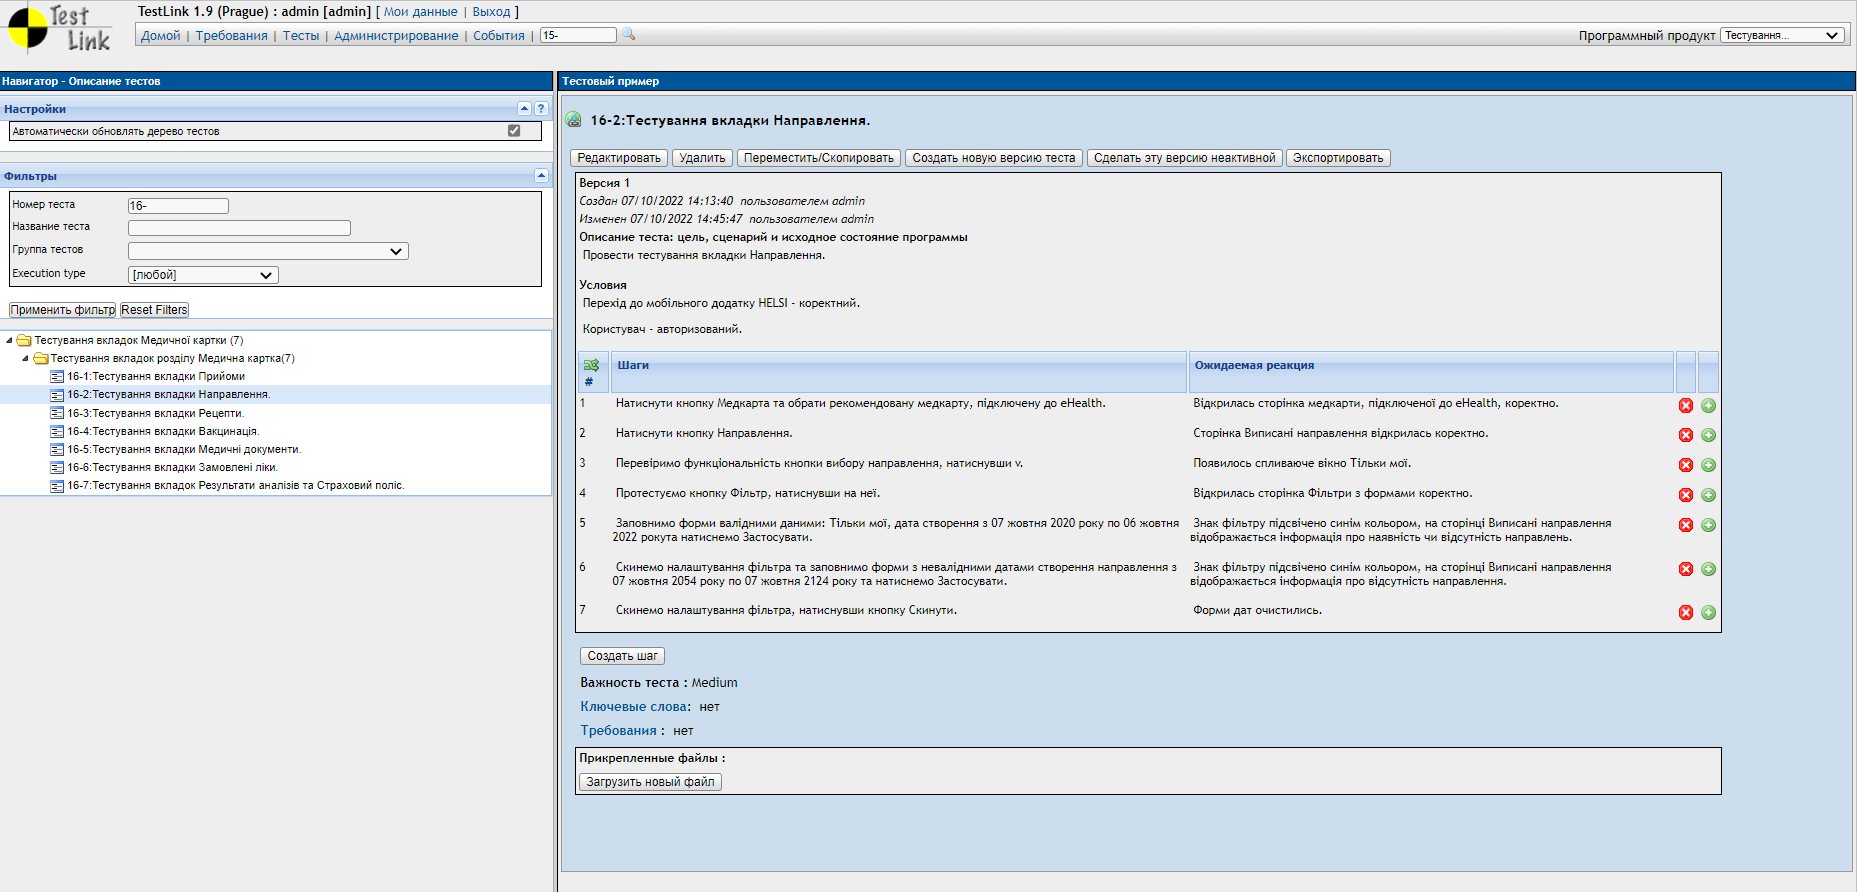 Test Link
TestLink 1.9 (Prague) : admin [admin] [ Мои данные | Выход ]
Домой | Требования | Тесты | Администрирование | События | 15-
Программный продукт Тестування...
Навигатор - Описание тестов
Настройки
Автоматически обновлять дерево тестов
Фильтры
Номер теста 16-
Название теста
Группа тестов
Execution type [любой]
Применить фильтр Reset Filters
Тестування вкладок Медичної картки (7)
Тестування вкладок розділу Медична картка(7)
16-1:Тестування вкладки Прийоми
16-2:Тестування вкладки Направлення.
16-3:Тестування вкладки Рецепти.
16-4:Тестування вкладки Вакцинація.
16-5:Тестування вкладки Медичні документи.
16-6:Тестування вкладки Замовлені ліки.
16-7:Тестування вкладок Результати аналізів та Страховий поліс.
Тестовый пример
16-2:Тестування вкладки Направлення.
Редактировать Удалить Переместить/Скопировать Создать новую версию теста Сделать эту версию неактивной Экспортировать
Версия 1
Создан 07/10/2022 14:13:40 пользователем admin
Изменен 07/10/2022 14:45:47 пользователем admin
Описание теста: цель, сценарий и исходное состояние программы
Провести тестування вкладки Направлення.
Условия
Перехід до мобільного додатку HELSI - коректний.
Користувач - авторизований.
# Шаги Ожидаемая реакция
1 Натиснути кнопку Медкарта та обрати рекомендовану медкарту, підключену до eHealth. Відкрилась сторінка медкарти, підключеної до eHealth, коректно.
2 Натиснути кнопку Направлення. Сторінка Виписані направлення відкрилась коректно.
3 Перевіримо функціональність кнопки вибору направлення, натиснувши v. Появилось спливаюче вікно Тільки мої.
4 Протестуємо кнопку Фільтр, натиснувши на неї. Відкрилась сторінка Фільтри з формами коректно.
5 Заповнимо форми валідними даними: Тільки мої, дата створення з 07 жовтня 2020 року по 06 жовтня Знак фільтру підсвічено синім кольором, на сторінці Виписані направлення
2022 рокута натиснемо Застосувати. відображається інформація про наявність чи відсутність направлень.
6 Скинемо налаштування фільтра та заповнимо форми з невалідними датами створення направлення з Знак фільтру підсвічено синім кольором, на сторінці Виписані направлення
07 жовтня 2054 року по 07 жовтня 2124 року та натиснемо Застосувати. відображається інформація про відсутність направлення.
7 Скинемо налаштування фільтра, натиснувши кнопку Скинути. Форми дат очистились.
Создать шаг
Важность теста : Medium
Ключевые слова: нет
Требования : нет
Прикрепленные файлы :
Загрузить новый файл